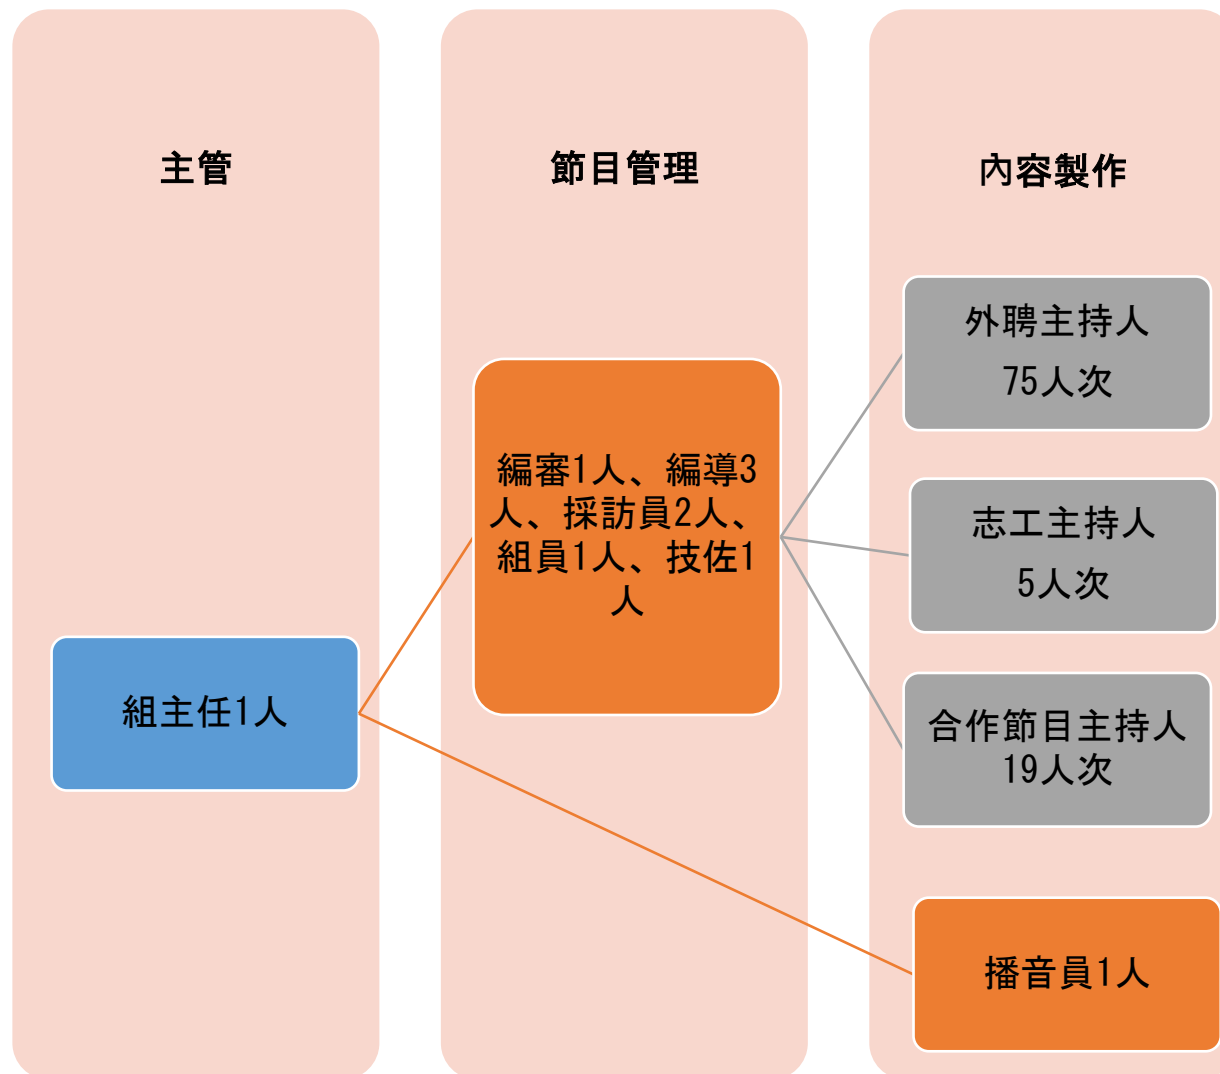 主管
節目管理
內容製作
組主任1人
編審1人、編導3
人、採訪員2人、
組員1人、技佐1
人
外聘主持人
75人次
志工主持人
5人次
合作節目主持人
19人次
播音員1人